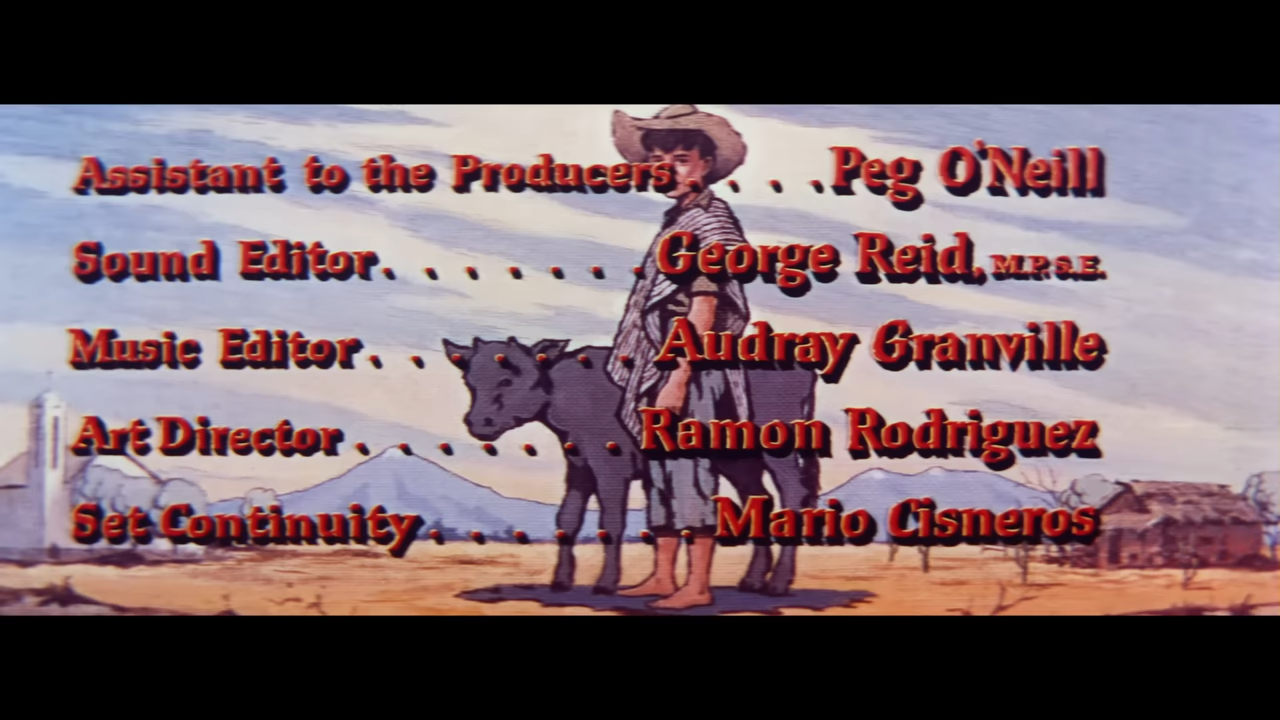 Assistant to the Producers. . . . .Peg O'Neill
Sound Editor. . . . . . .George Reid, M.P.S.E.
Music Editor. . . . . . .Audray Granville
Art Director. . . . . . .Ramon Rodriguez
Set Continuity. . . . . . .Mario Cisneros